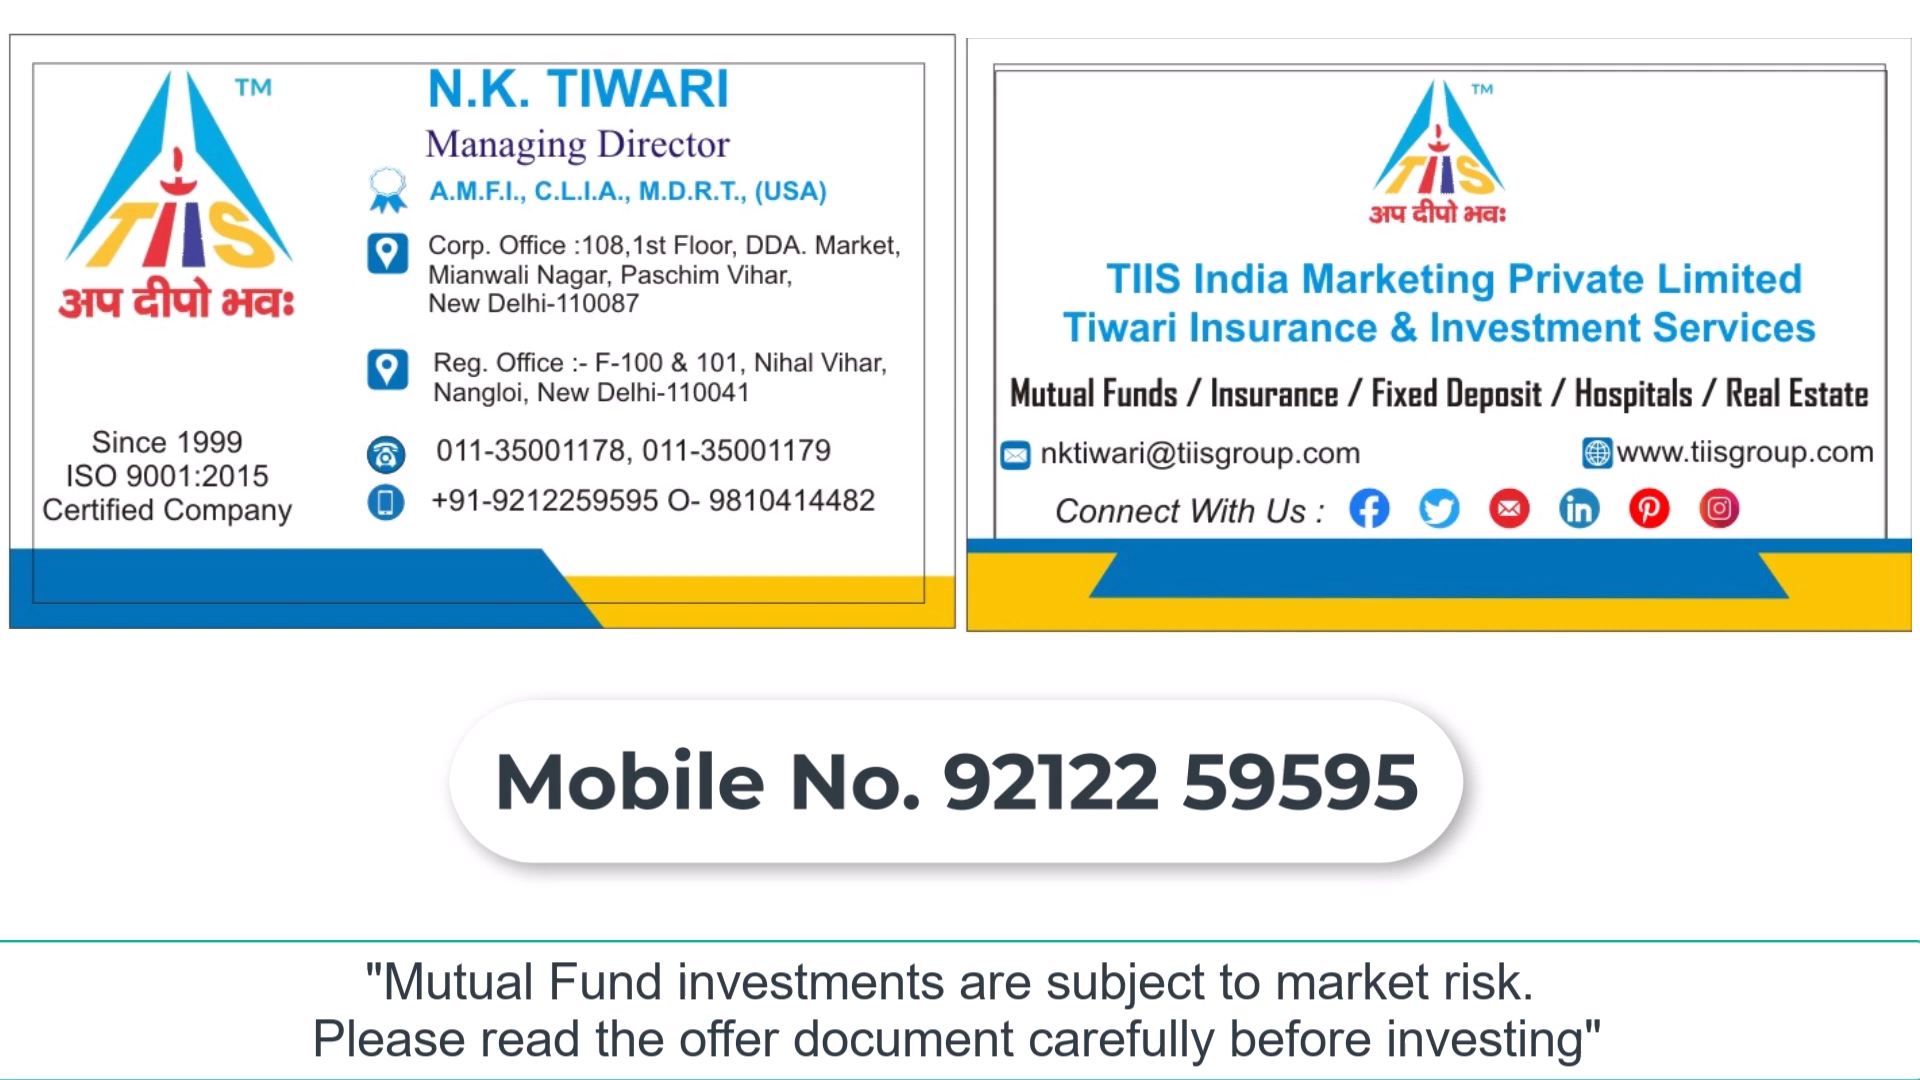 TM
TIIS
अप दीपो भवः
Since 1999
ISO 9001:2015
Certified Company
N.K. TIWARI
Managing Director
A.M.F.I., C.L.I.A., M.D.R.T., (USA)
Corp. Office :108,1st Floor, DDA. Market,
Mianwali Nagar, Paschim Vihar,
New Delhi-110087
Reg. Office :- F-100 & 101, Nihal Vihar,
Nangloi, New Delhi-110041
011-35001178, 011-35001179
+91-9212259595 O- 9810414482
TM
TIIS
अप दीपो भवः
TIIS India Marketing Private Limited
Tiwari Insurance & Investment Services
Mutual Funds / Insurance / Fixed Deposit / Hospitals / Real Estate
nktiwari@tiisgroup.com www.tiisgroup.com
Connect With Us :
Mobile No. 92122 59595
"Mutual Fund investments are subject to market risk.
Please read the offer document carefully before investing"